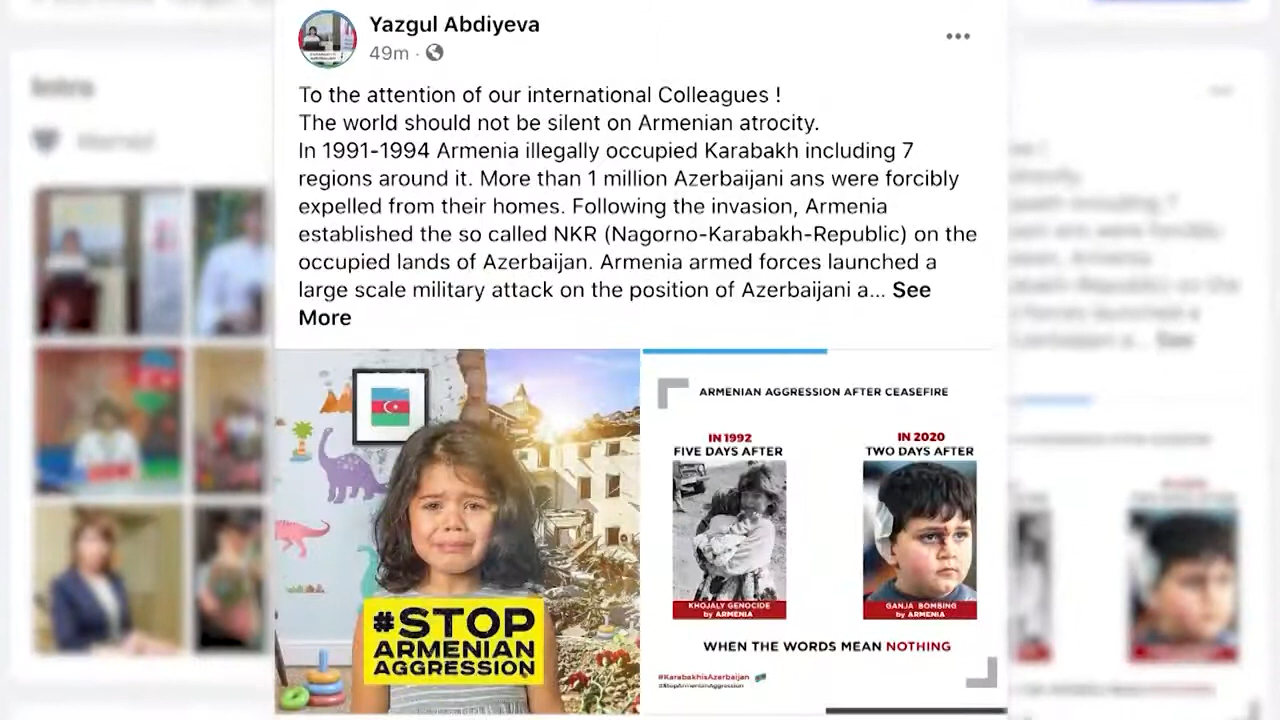 Yazgul Abdiyeva
49m ·
To the attention of our international Colleagues !
The world should not be silent on Armenian atrocity.
In 1991-1994 Armenia illegally occupied Karabakh including 7
regions around it. More than 1 million Azerbaijani ans were forcibly
expelled from their homes. Following the invasion, Armenia
established the so called NKR (Nagorno-Karabakh-Republic) on the
occupied lands of Azerbaijan. Armenia armed forces launched a
large scale military attack on the position of Azerbaijani a... See
More
#STOP
ARMENIAN
AGGRESSION
ARMENIAN AGGRESSION AFTER CEASEFIRE
IN 1992
FIVE DAYS AFTER
KHOJALY GENOCIDE
by ARMENIA
IN 2020
TWO DAYS AFTER
GANJA BOMBING
by ARMENIA
WHEN THE WORDS MEAN NOTHING
#KarabakhisAzerbaijan
#StopArmenianAggression
Intro